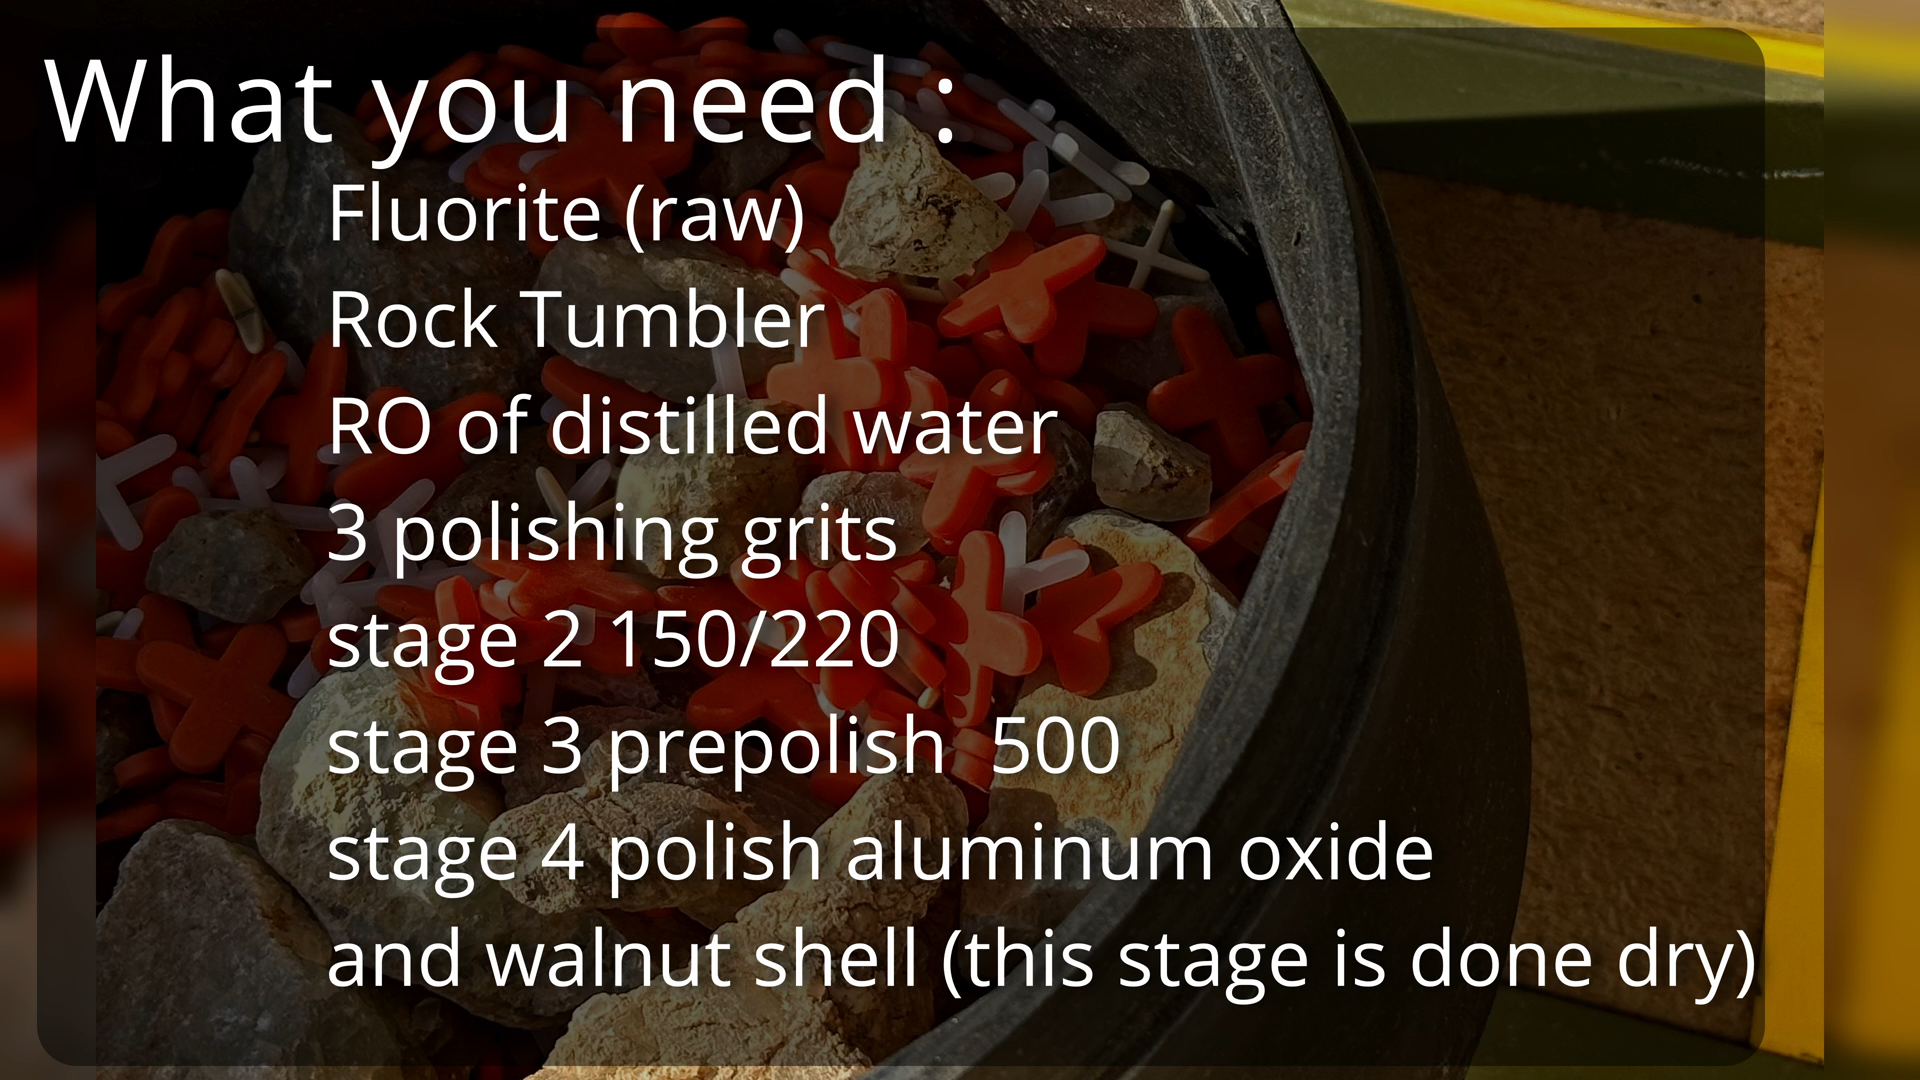 What you need :
Fluorite (raw)
Rock Tumbler
RO of distilled water
3 polishing grits
stage 2 150/220
stage 3 prepolish  500
stage 4 polish aluminum oxide
and walnut shell (this stage is done dry)